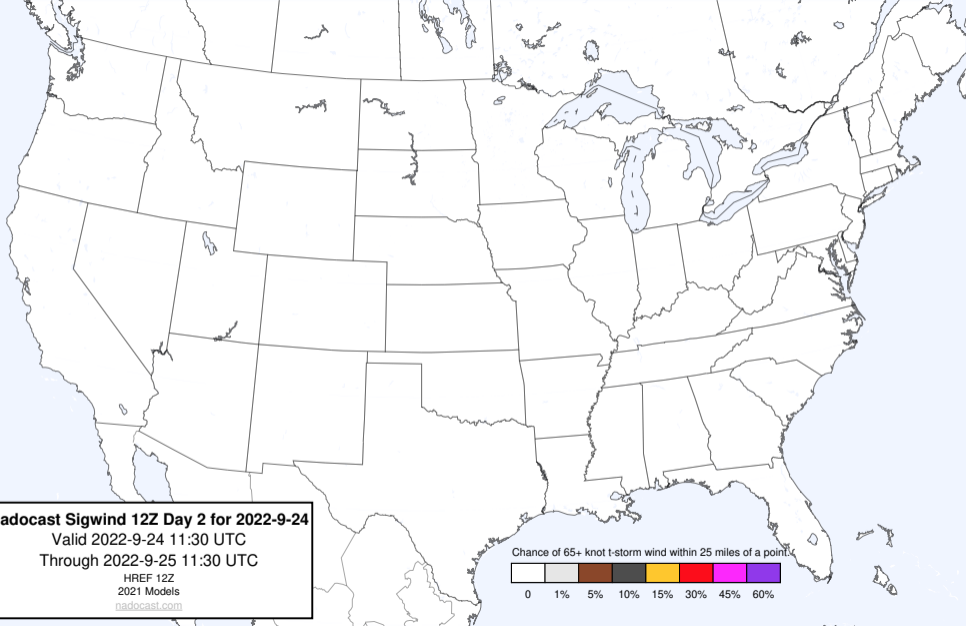 adocast Sigwind 12Z Day 2 for 2022-9-24
Valid 2022-9-24 11:30 UTC
Through 2022-9-25 11:30 UTC
HREF 12Z
2021 Models
nadocast.com
Chance of 65+ knot t-storm wind within 25 miles of a point.
0 1% 5% 10% 15% 30% 45% 60%